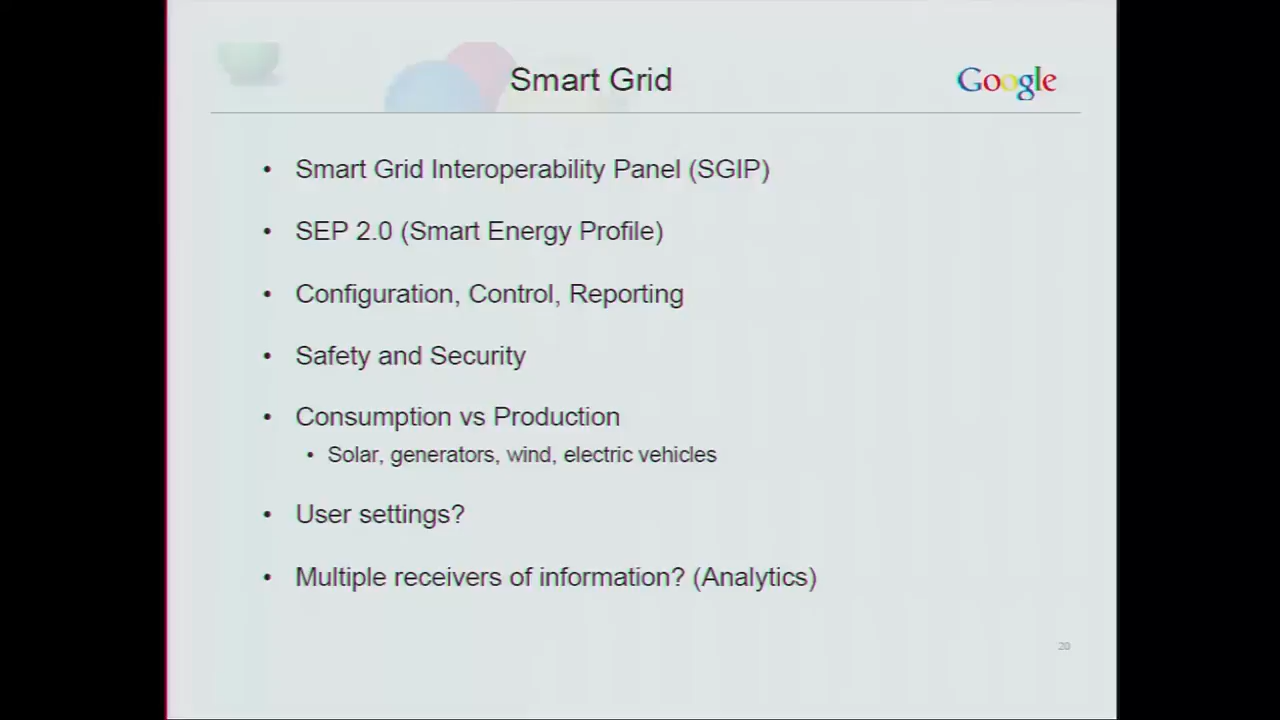 Smart Grid
Google
• Smart Grid Interoperability Panel (SGIP)
• SEP 2.0 (Smart Energy Profile)
• Configuration, Control, Reporting
• Safety and Security
• Consumption vs Production
• Solar, generators, wind, electric vehicles
• User settings?
• Multiple receivers of information? (Analytics)
20